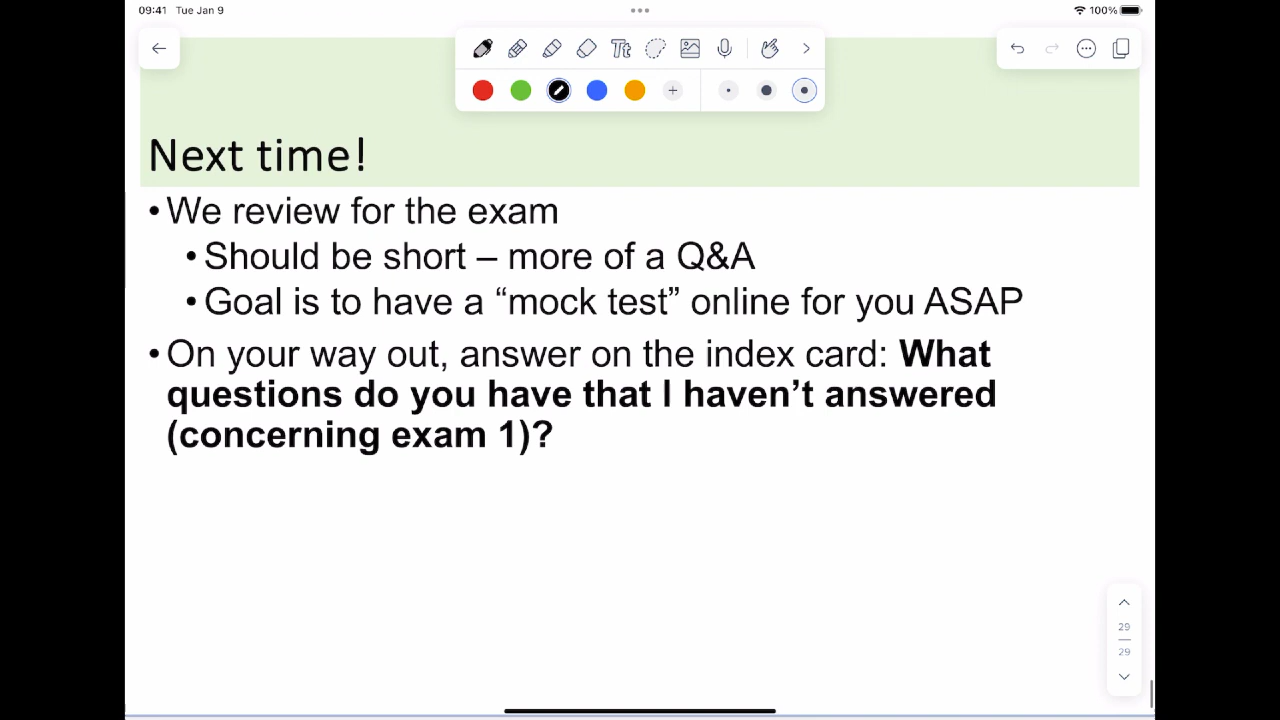 09:41 Tue Jan 9
100%
Tt
Next time!
•We review for the exam
•Should be short – more of a Q&A
•Goal is to have a “mock test” online for you ASAP
•On your way out, answer on the index card: What
questions do you have that I haven’t answered
(concerning exam 1)?
29
29